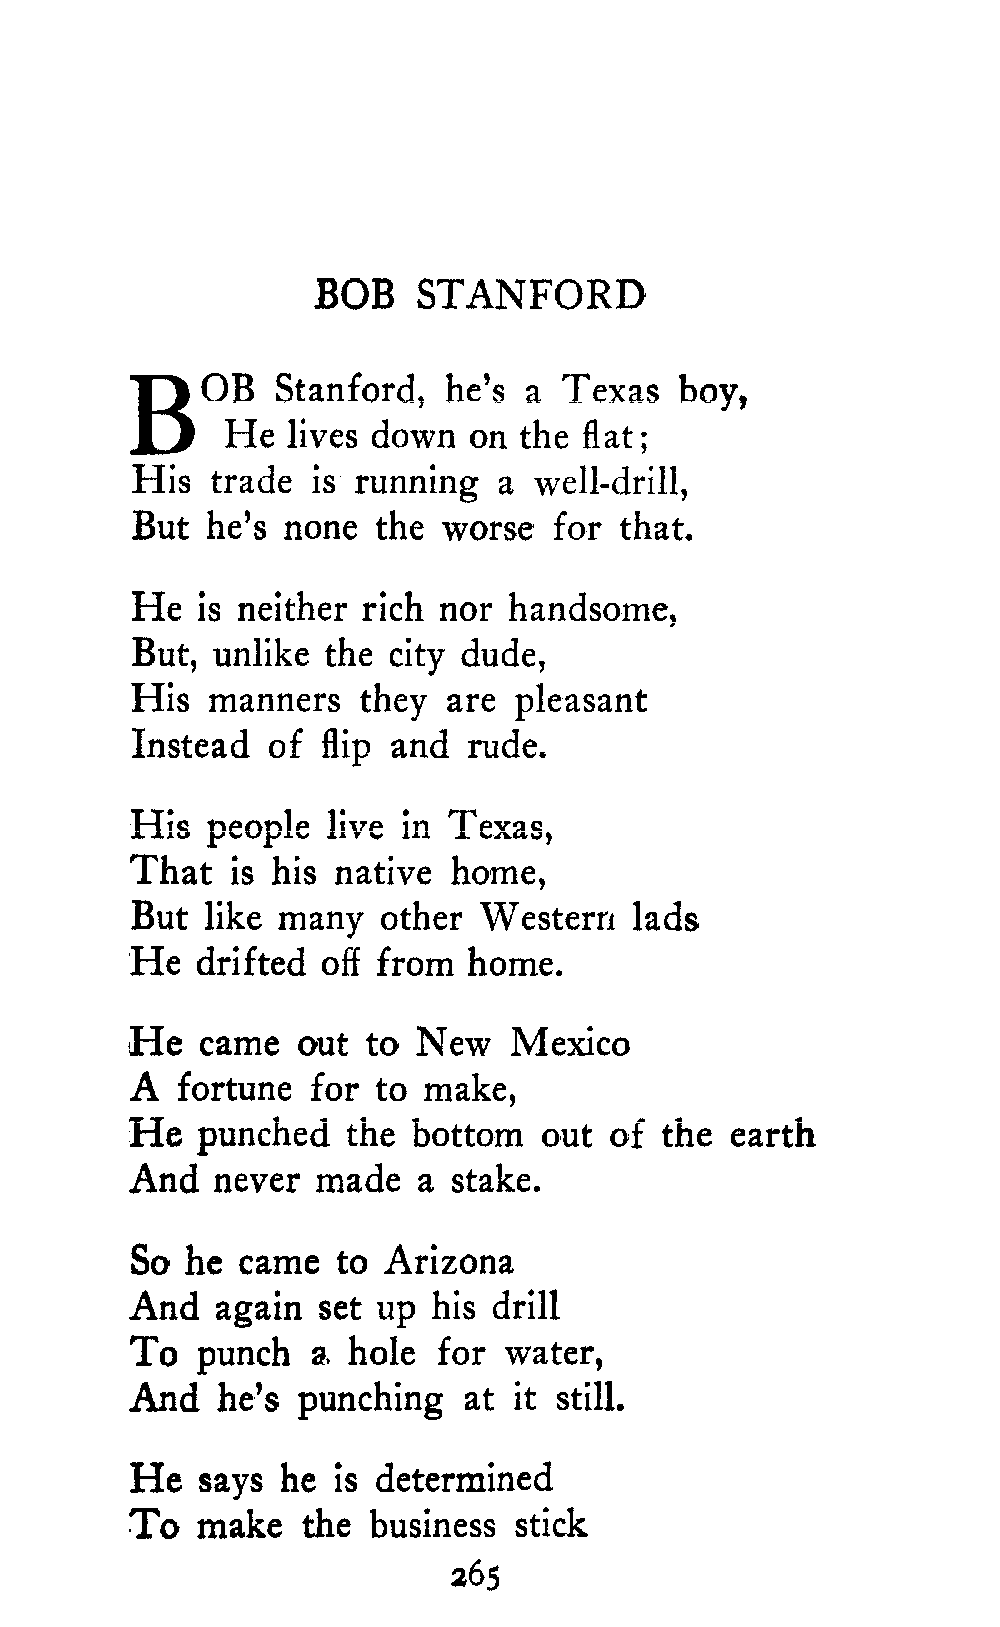 BOB STANFORD
BOB Stanford, he's a Texas boy,
He lives down on the flat;
His trade is running a well-drill,
But he's none the worse for that.
He is neither rich nor handsome,
But, unlike the city dude,
His manners they are pleasant
Instead of flip and rude.
His people live in Texas,
That is his native home,
But like many other Western lads
He drifted off from home.
He came out to New Mexico
A fortune for to make,
He punched the bottom out of the earth
And never made a stake.
So he came to Arizona
And again set up his drill
To punch a hole for water,
And he's punching at it still.
He says he is determined
To make the business stick
265